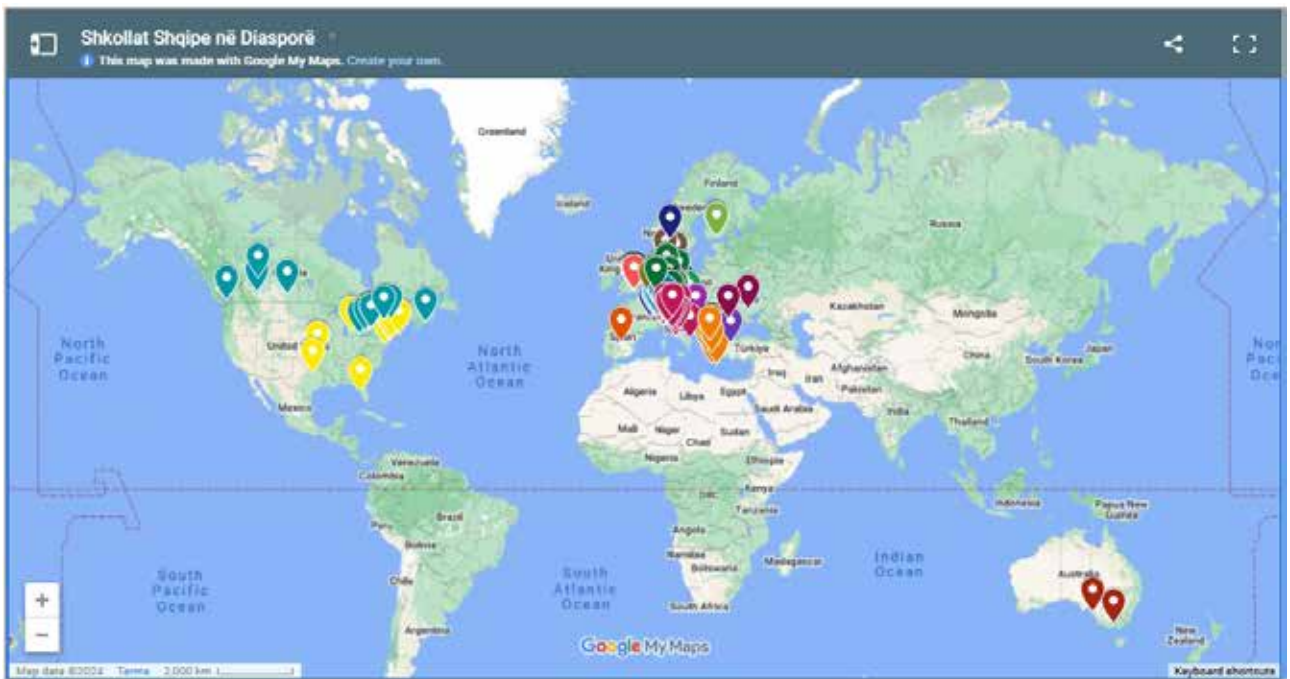 Shkollat Shqipe në Diasporë
This map was made with Google My Maps. Create your own.
Greenland
Iceland
Finland
Russia
Kazakhstan
Mongolia
North
Pacific
Ocean
United
North
Atlantic
Ocean
Spain
Türkiye
China
South Korea
Japan
Iraq
Iran
Afghanistan
Pakistan
Algeria
Libya
Egypt
Saudi Arabia
Mexico
India
Thailand
Mali
Niger
Chad
Sudan
Nigeria
Ethiopia
Venezuela
Colombia
Kenya
DRC
Tanzania
Indonesia
Papua New
Guinea
Peru
Brazil
Bolivia
Angola
Namibia
Botswana
Madagascar
Indian
Ocean
Australia
South
Pacific
Ocean
Chile
South
Atlantic
Ocean
South Africa
Argentina
New
Zealand
Google My Maps
Map data ©2024 Terms 2,000 km
Keyboard shortcuts